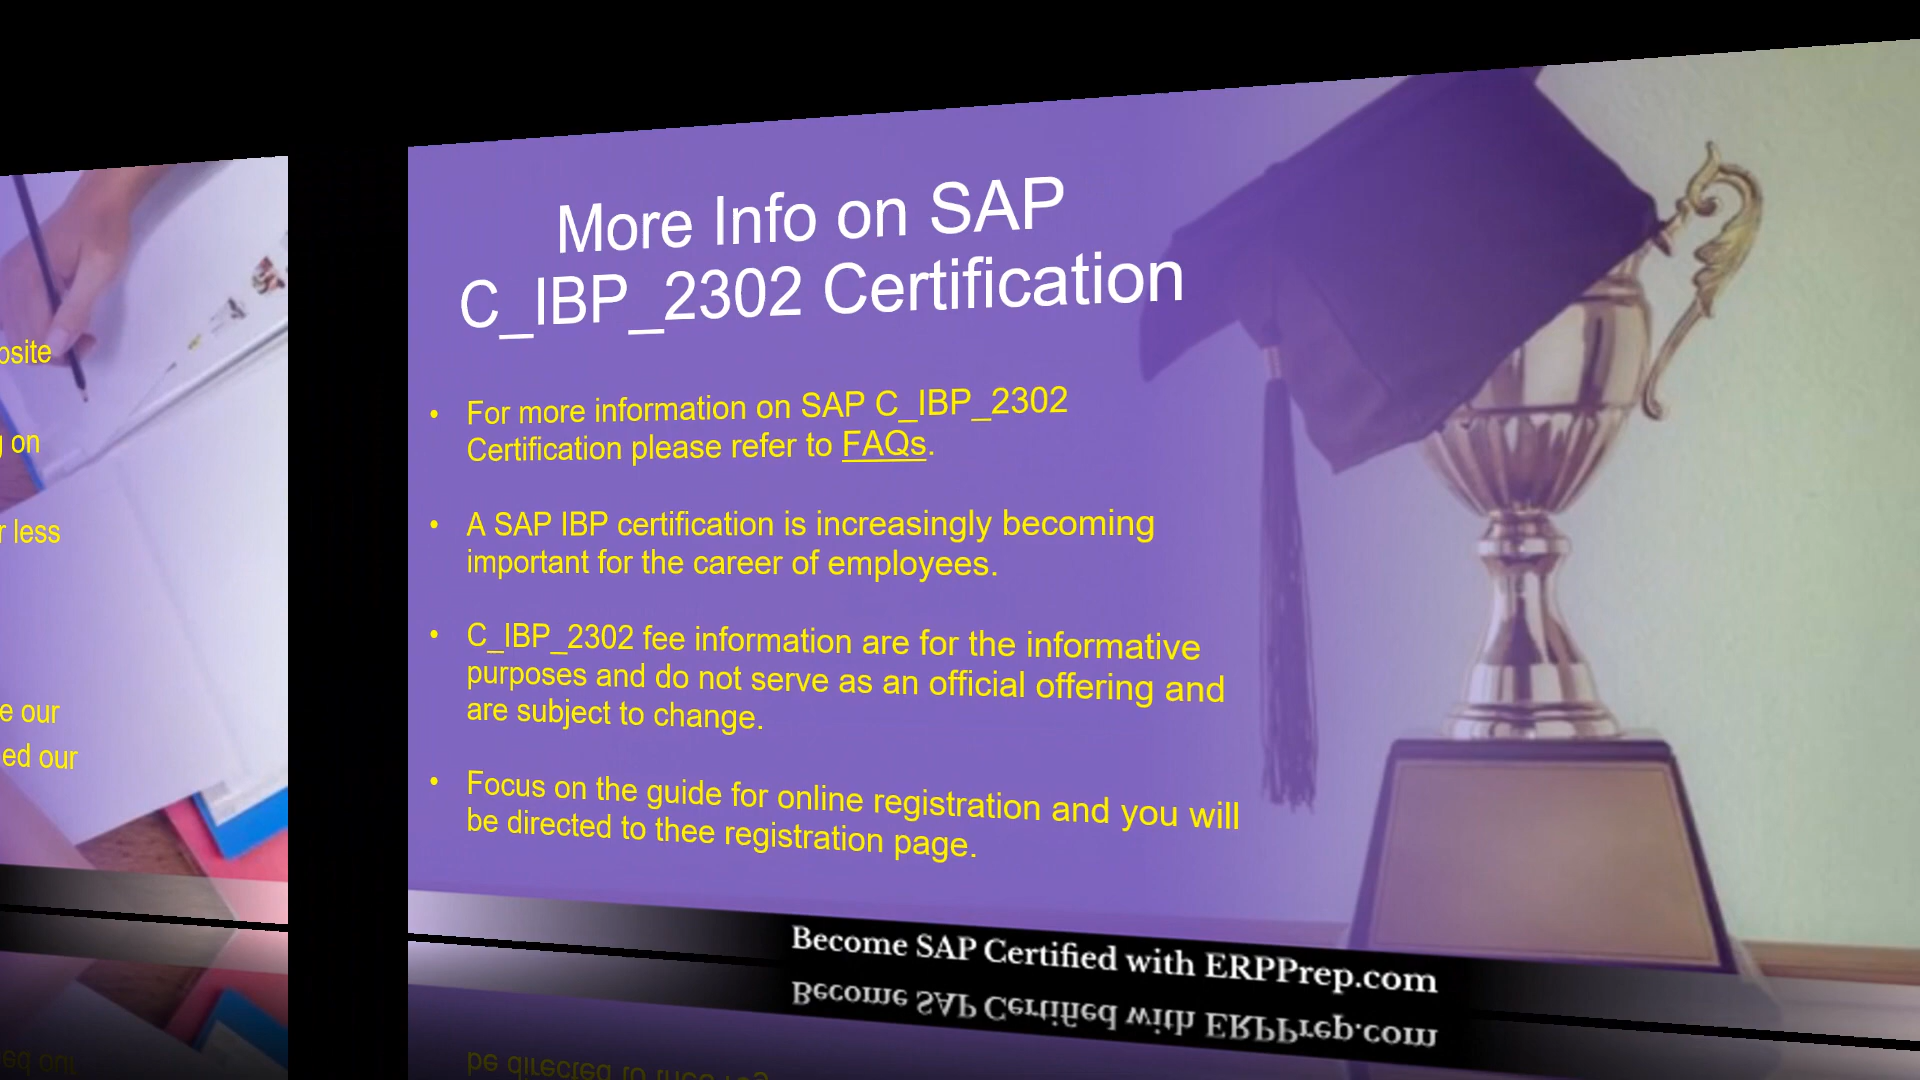 More Info on SAP
C_IBP_2302 Certification
• For more information on SAP C_IBP_2302
Certification please refer to FAQs.
• A SAP IBP certification is increasingly becoming
important for the career of employees.
• C_IBP_2302 fee information are for the informative
purposes and do not serve as an official offering and
are subject to change.
• Focus on the guide for online registration and you will
be directed to thee registration page.
Become SAP Certified with ERPPrep.com
on
less
e our
ed our